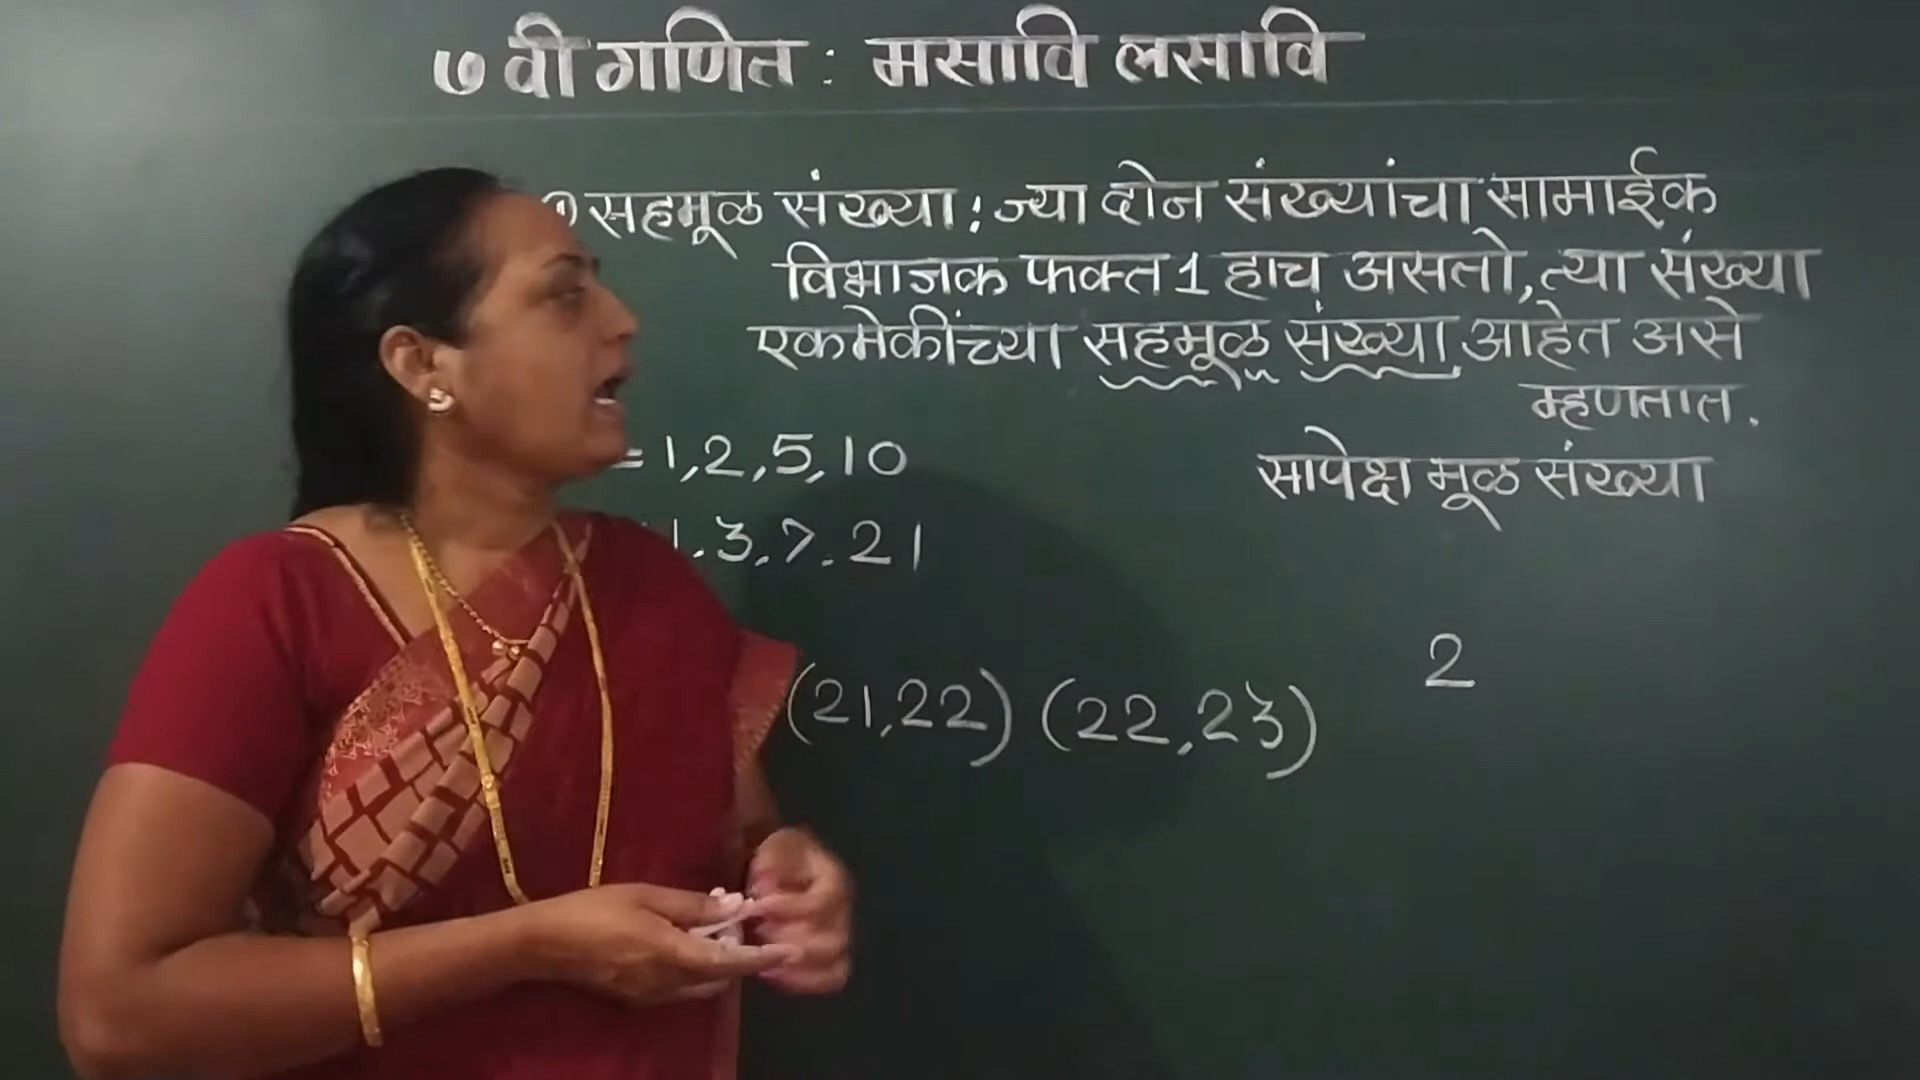 ७ वी गणित : मसावि लसावि
सहमूळ संख्या : ज्या दोन संख्यांचा सामाईक
विभाजक फक्त 1 हाच असतो, त्या संख्या
एकमेकींच्या सहमूळ संख्या आहेत असे
म्हणतात.
= 1,2,5,10
सापेक्ष मूळ संख्या
1.3.7.21
2
(21,22) (22,23)